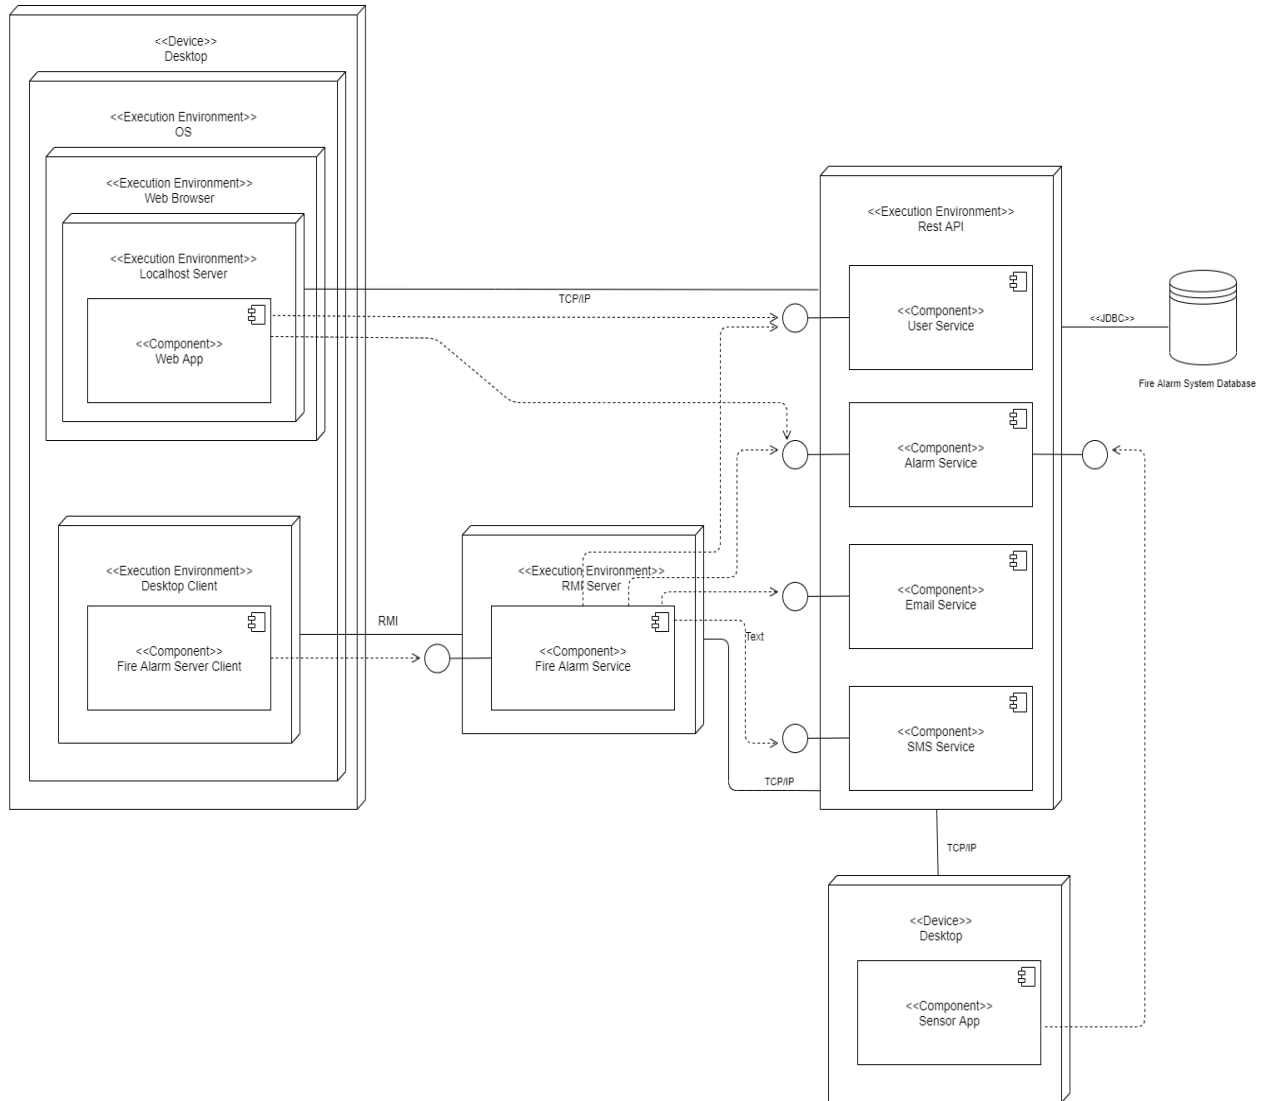 <<Device>>
Desktop
<<Execution Environment>>
OS
<<Execution Environment>>
Web Browser
<<Execution Environment>>
Localhost Server
<<Component>>
Web App
<<Execution Environment>>
Desktop Client
<<Component>>
Fire Alarm Server Client
RMI
<<Execution Environment>>
RMI Server
<<Component>>
Fire Alarm Service
TCP/IP
Text
TCP/IP
<<Execution Environment>>
Rest API
<<Component>>
User Service
<<Component>>
Alarm Service
<<Component>>
Email Service
<<Component>>
SMS Service
<<JDBC>>
Fire Alarm System Database
TCP/IP
<<Device>>
Desktop
<<Component>>
Sensor App